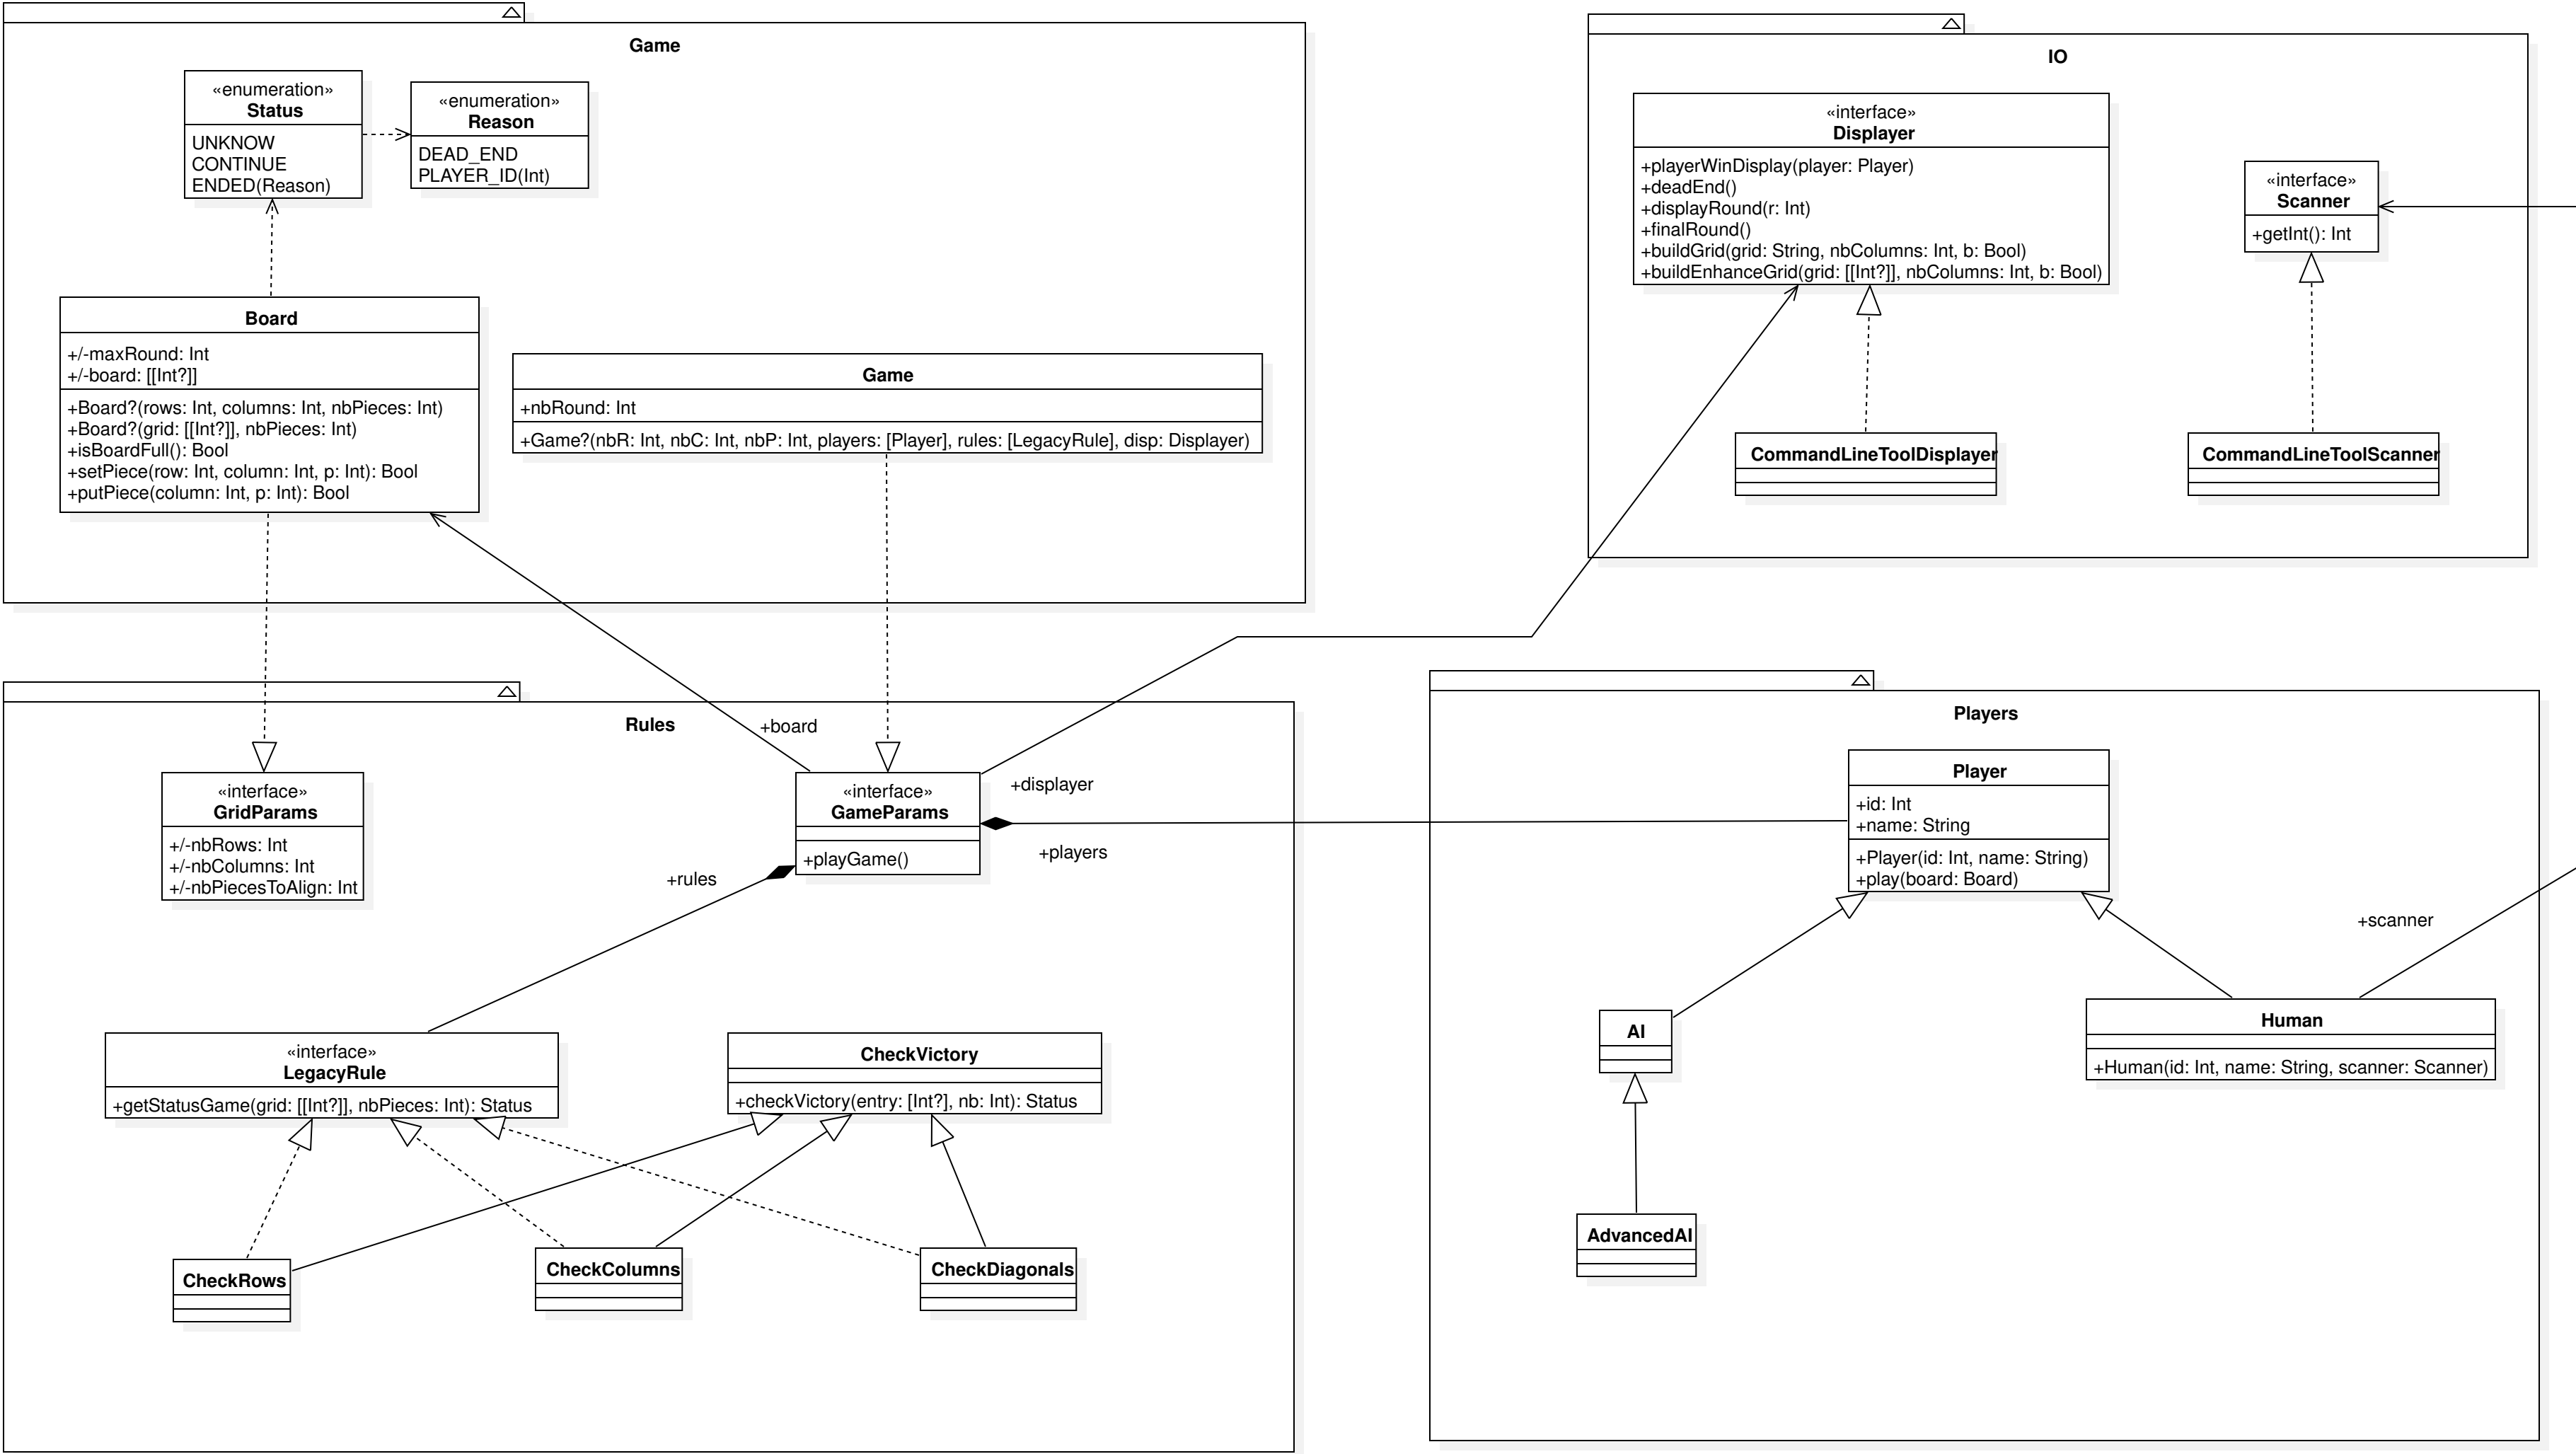 Game
«enumeration»
Status
UNKNOW
CONTINUE
ENDED(Reason)
«enumeration»
Reason
DEAD_END
PLAYER_ID(Int)
Board
+/-maxRound: Int
+/-board: [[Int?]]
+Board?(rows: Int, columns: Int, nbPieces: Int)
+Board?(grid: [[Int?]], nbPieces: Int)
+isBoardFull(): Bool
+setPiece(row: Int, column: Int, p: Int): Bool
+putPiece(column: Int, p: Int): Bool
Game
+nbRound: Int
+Game?(nbR: Int, nbC: Int, nbP: Int, players: [Player], rules: [LegacyRule], disp: Displayer)
IO
«interface»
Displayer
+playerWinDisplay(player: Player)
+deadEnd()
+displayRound(r: Int)
+finalRound()
+buildGrid(grid: String, nbColumns: Int, b: Bool)
+buildEnhanceGrid(grid: [[Int?]], nbColumns: Int, b: Bool)
«interface»
Scanner
+getInt(): Int
CommandLineToolDisplayer
CommandLineToolScanner
Rules
+board
«interface»
GridParams
+/-nbRows: Int
+/-nbColumns: Int
+/-nbPiecesToAlign: Int
«interface»
GameParams
+playGame()
+displayer
+players
+rules
«interface»
LegacyRule
+getStatusGame(grid: [[Int?]], nbPieces: Int): Status
CheckVictory
+checkVictory(entry: [Int?], nb: Int): Status
CheckRows
CheckColumns
CheckDiagonals
Players
Player
+id: Int
+name: String
+Player(id: Int, name: String)
+play(board: Board)
+scanner
AI
Human
+Human(id: Int, name: String, scanner: Scanner)
AdvancedAI